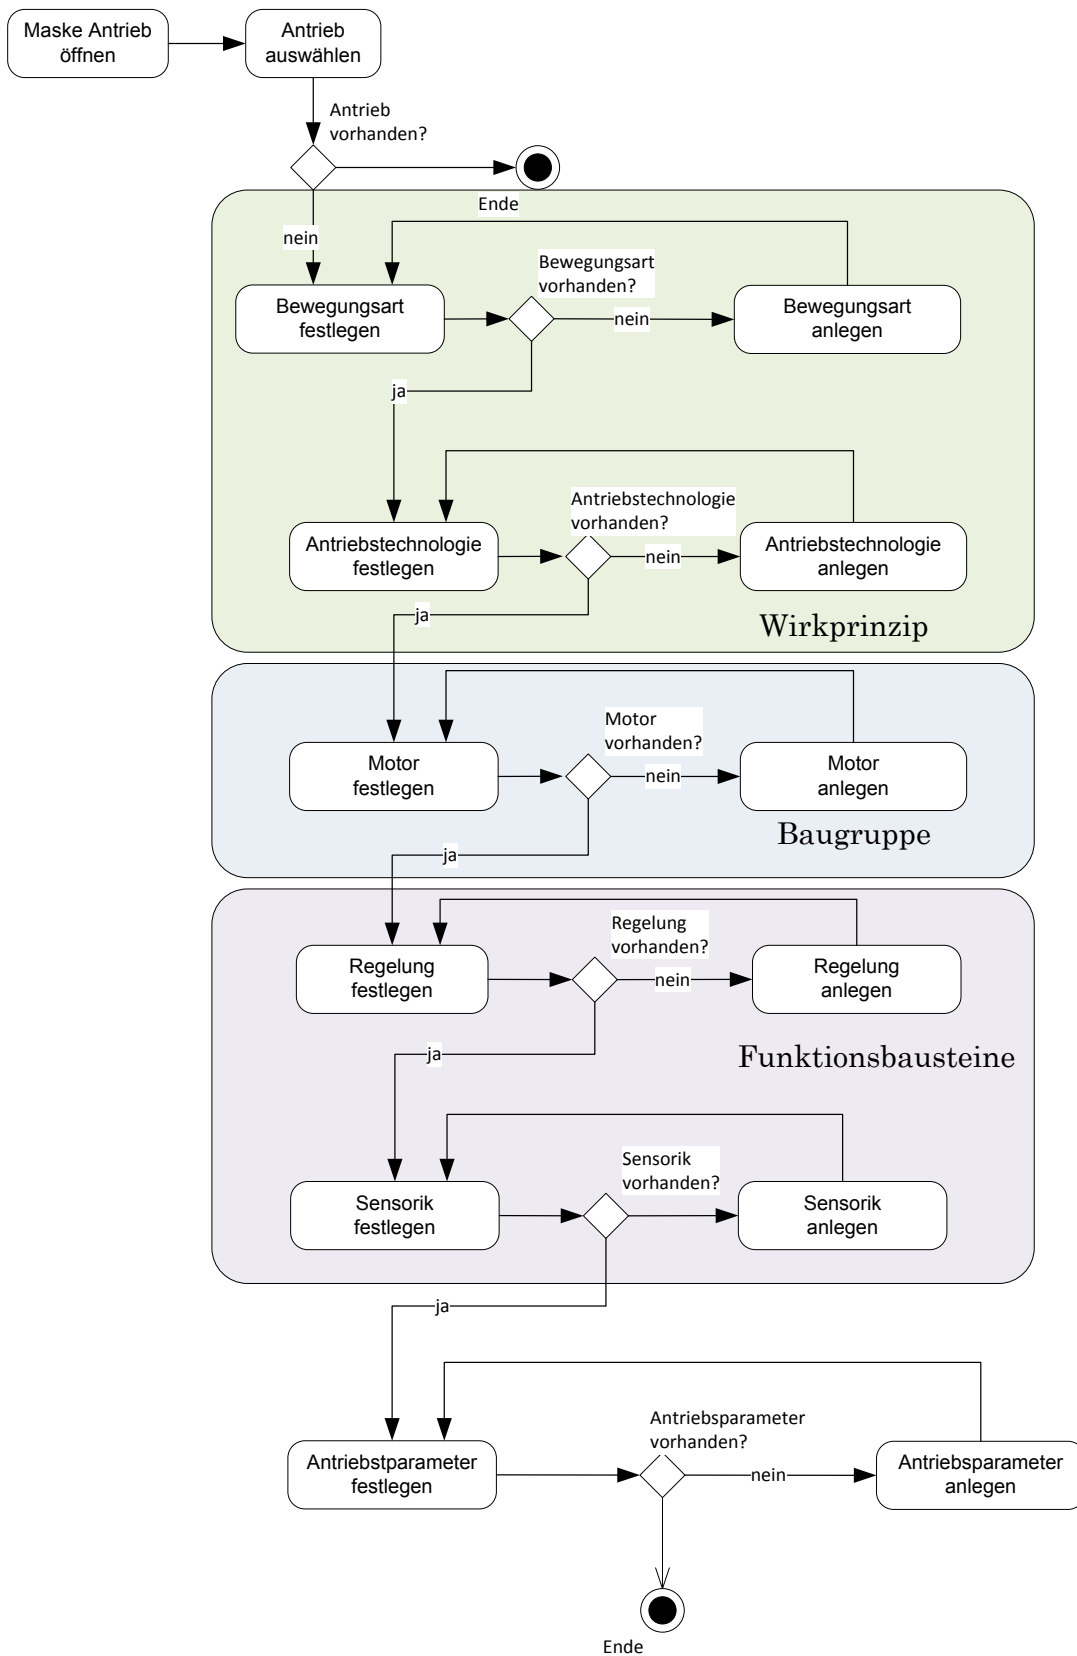 Maske Antrieb
öffnen
Antrieb
auswählen
Antrieb
vorhanden?
Ende
nein
Bewegungsart
vorhanden?
Bewegungsart
festlegen
nein
Bewegungsart
anlegen
ja
Antriebstechnologie
vorhanden?
Antriebstechnologie
festlegen
nein
Antriebstechnologie
anlegen
ja
Wirkprinzip
Motor
vorhanden?
Motor
festlegen
nein
Motor
anlegen
Baugruppe
ja
Regelung
vorhanden?
Regelung
festlegen
nein
Regelung
anlegen
ja
Funktionsbausteine
Sensorik
vorhanden?
Sensorik
festlegen
Sensorik
anlegen
ja
Antriebsparameter
vorhanden?
Antriebstparameter
festlegen
nein
Antriebsparameter
anlegen
Ende